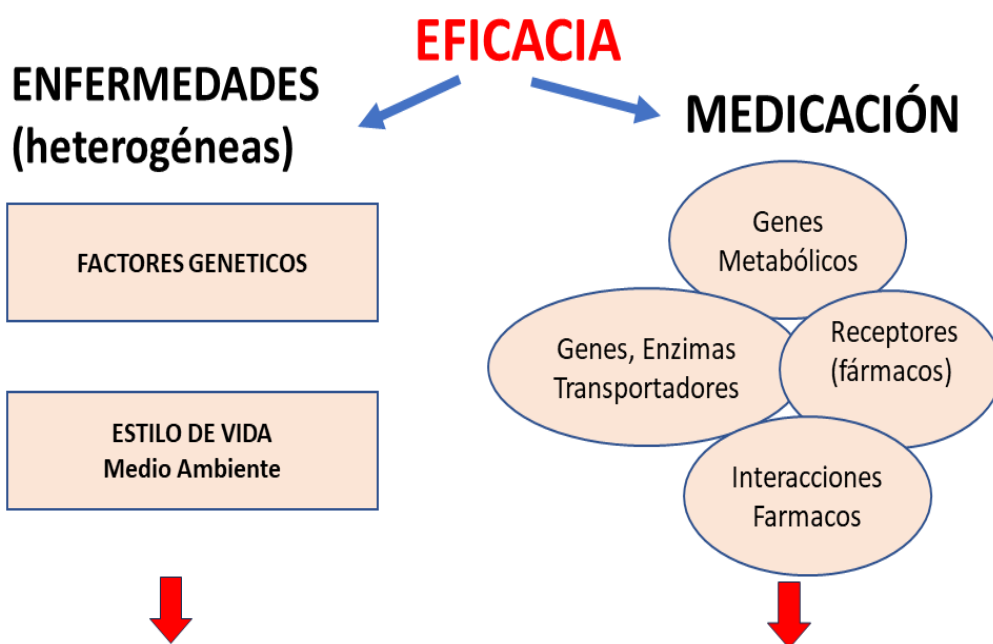 EFICACIA
ENFERMEDADES
(heterogéneas)
FACTORES GENETICOS
ESTILO DE VIDA
Medio Ambiente
MEDICACIÓN
Genes
Metabólicos
Genes, Enzimas
Transportadores
Receptores
(fármacos)
Interacciones
Farmacos